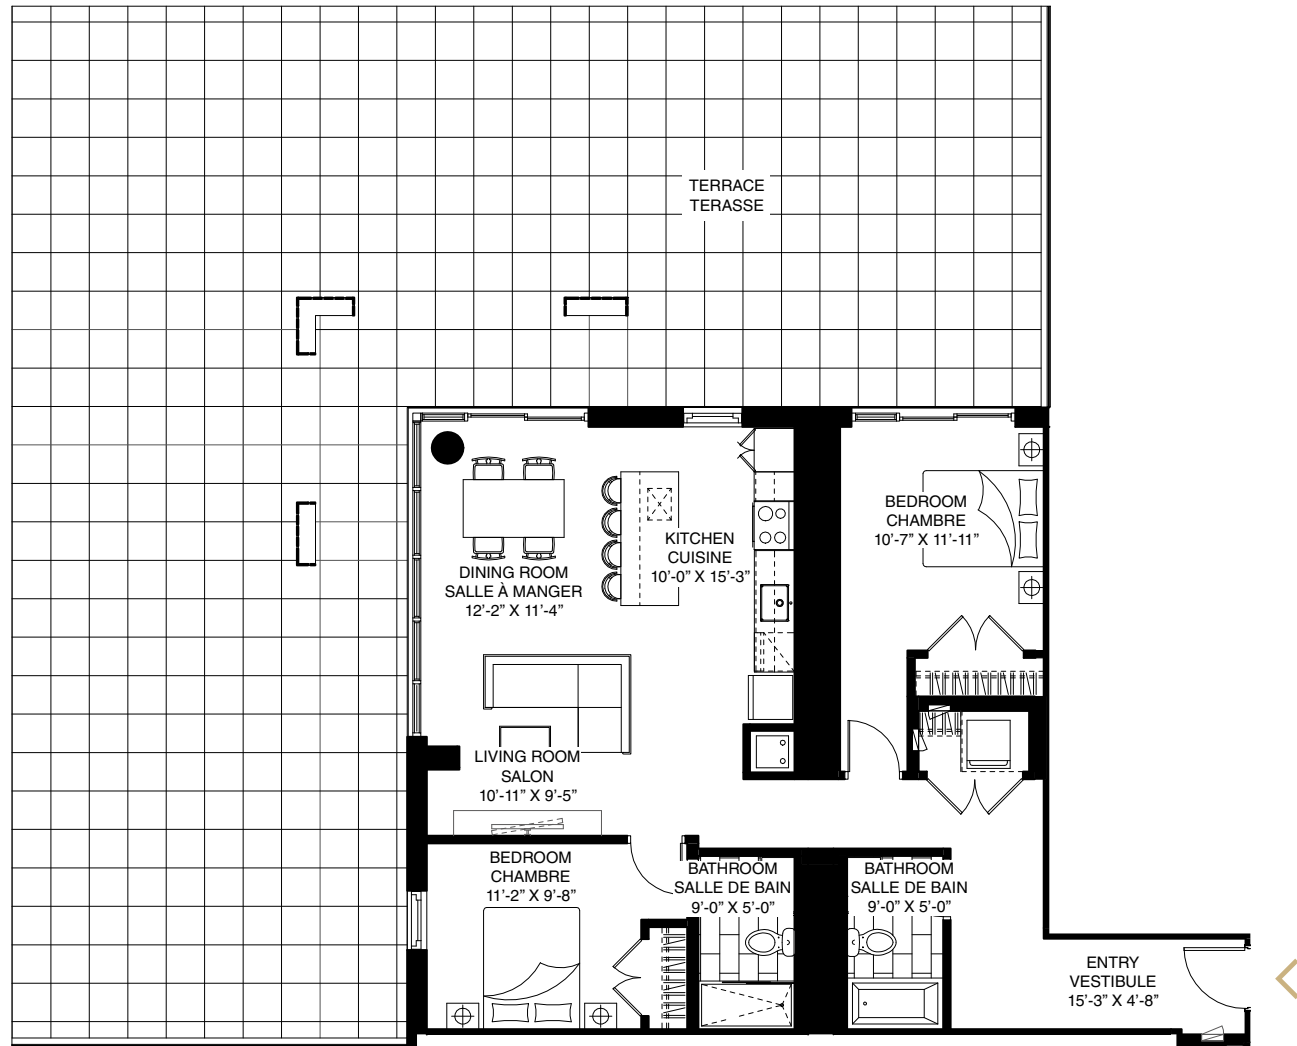 TERRACE
TERASSE
BEDROOM
CHAMBRE
10’-7” X 11’-11”
KITCHEN
CUISINE
10’-0” X 15’-3”
DINING ROOM
SALLE À MANGER
12’-2” X 11’-4”
LIVING ROOM
SALON
10’-11” X 9’-5”
BEDROOM
CHAMBRE
11’-2” X 9’-8”
BATHROOM
SALLE DE BAIN
9’-0” X 5’-0”
BATHROOM
SALLE DE BAIN
9’-0” X 5’-0”
ENTRY
VESTIBULE
15’-3” X 4’-8”